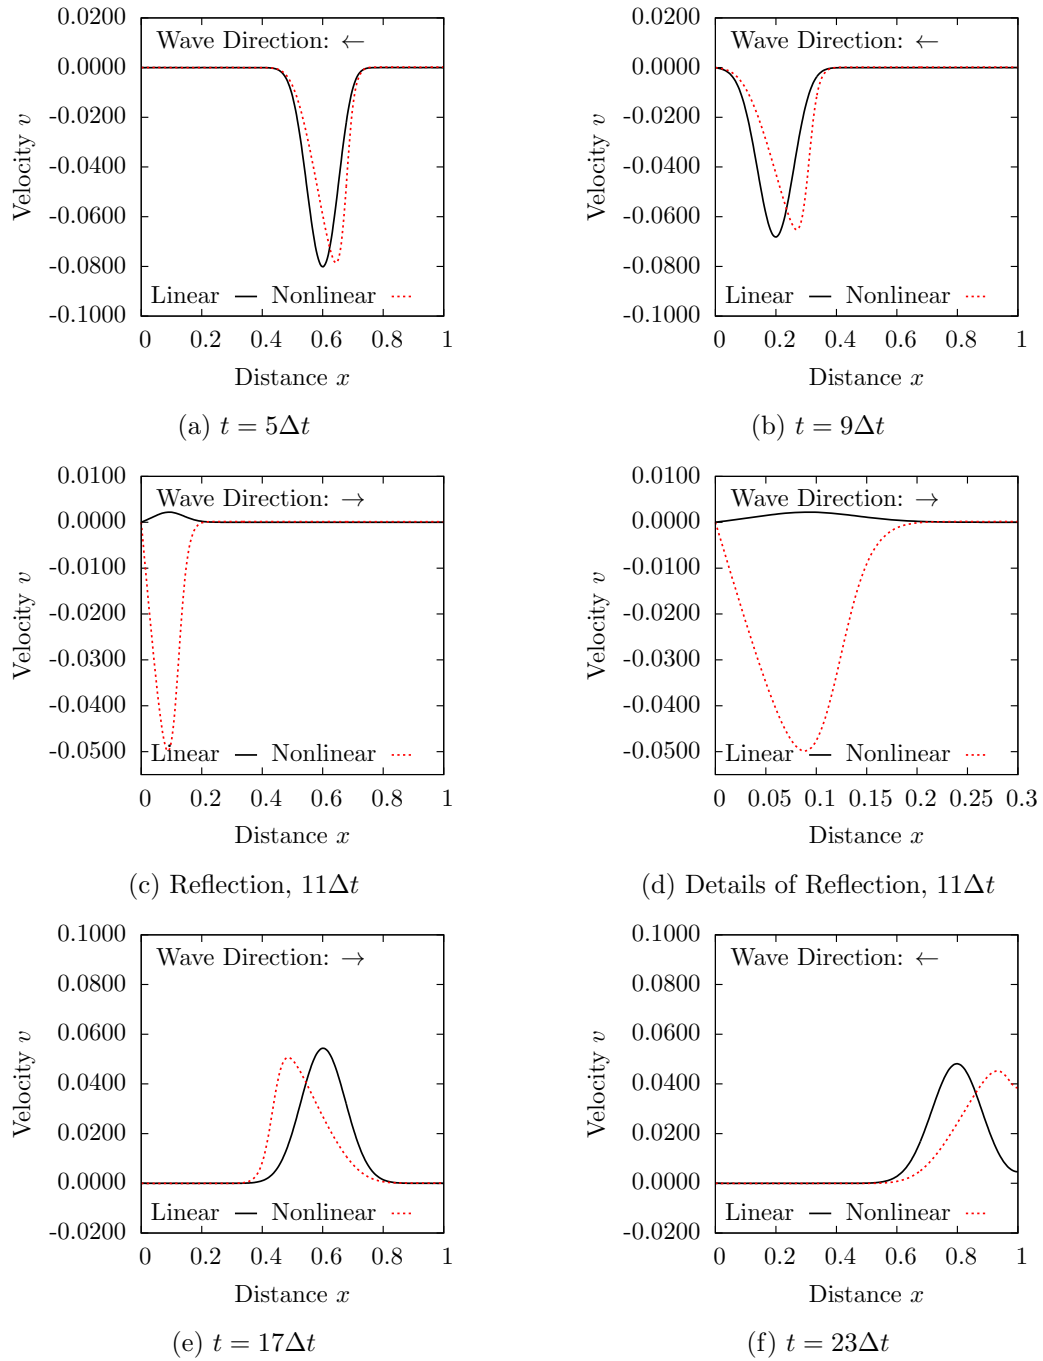 0.0200
0.0000
-0.0200
-0.0400
-0.0600
-0.0800
-0.1000
Velocity v
Wave Direction: ←
Linear Nonlinear
0 0.2 0.4 0.6 0.8 1
Distance x
(a) t = 5Δt
0.0200
0.0000
-0.0200
-0.0400
-0.0600
-0.0800
-0.1000
Velocity v
Wave Direction: ←
Linear Nonlinear
0 0.2 0.4 0.6 0.8 1
Distance x
(b) t = 9Δt
0.0100
0.0000
-0.0100
-0.0200
-0.0300
-0.0400
-0.0500
Velocity v
Wave Direction: →
Linear Nonlinear
0 0.2 0.4 0.6 0.8 1
Distance x
(c) Reflection, 11Δt
0.0100
0.0000
-0.0100
-0.0200
-0.0300
-0.0400
-0.0500
Velocity v
Wave Direction: →
Linear Nonlinear
0 0.05 0.1 0.15 0.2 0.25 0.3
Distance x
(d) Details of Reflection, 11Δt
0.1000
0.0800
0.0600
0.0400
0.0200
0.0000
-0.0200
Velocity v
Wave Direction: →
Linear Nonlinear
0 0.2 0.4 0.6 0.8 1
Distance x
(e) t = 17Δt
0.1000
0.0800
0.0600
0.0400
0.0200
0.0000
-0.0200
Velocity v
Wave Direction: ←
Linear Nonlinear
0 0.2 0.4 0.6 0.8 1
Distance x
(f) t = 23Δt